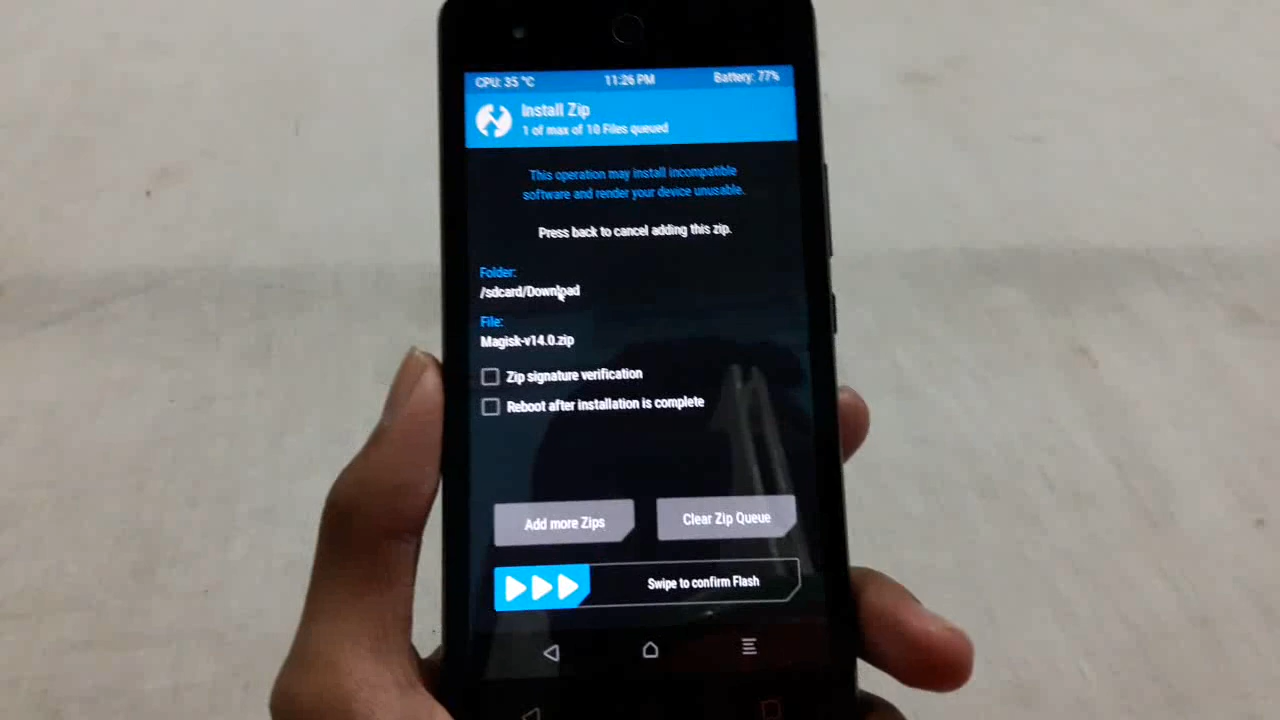 CPU: 35 °C 11:26 PM Battery: 77%
Install Zip
1 of max of 10 Files queued
This operation may install incompatible
software and render your device unusable.
Press back to cancel adding this zip.
Folder:
/sdcard/Download
File:
Magisk-v14.0.zip
Zip signature verification
Reboot after installation is complete
Add more Zips Clear Zip Queue
Swipe to confirm Flash